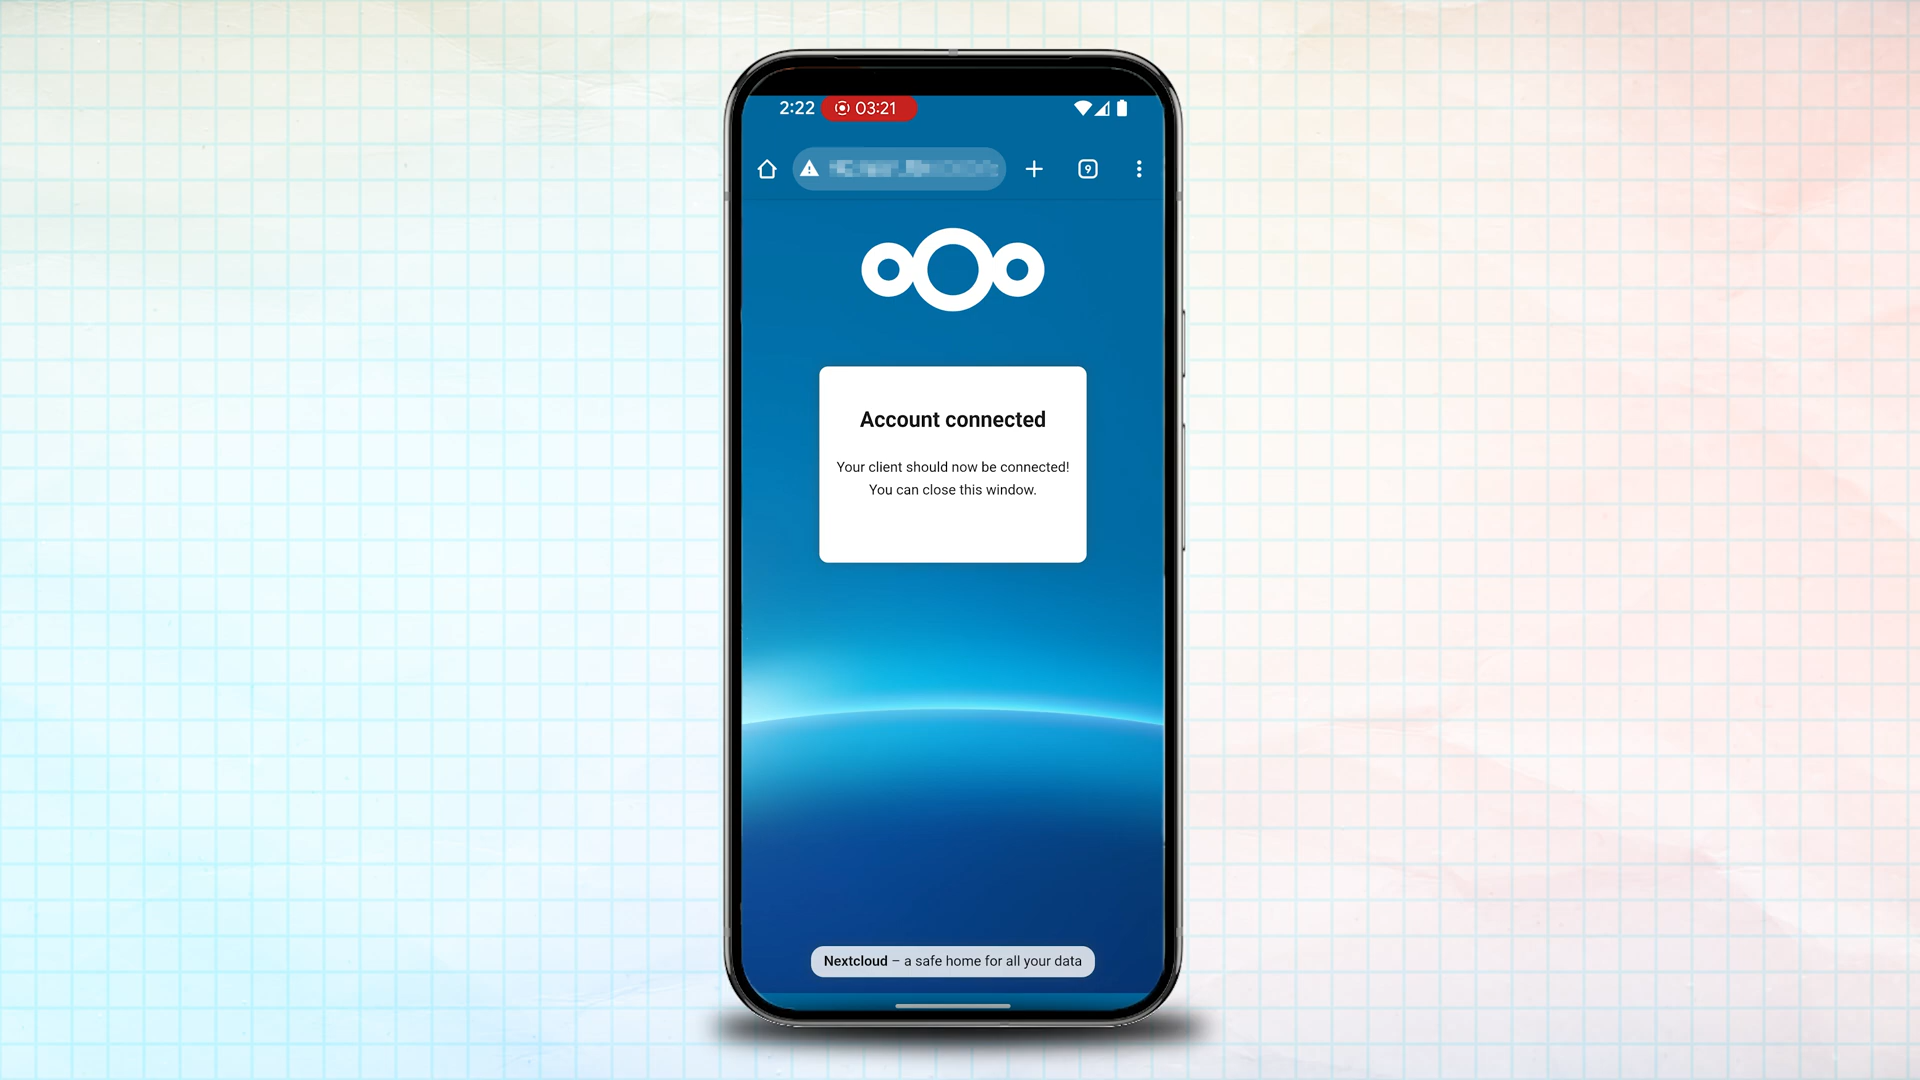 2:22 03:21
9
Account connected
Your client should now be connected!
You can close this window.
Nextcloud – a safe home for all your data